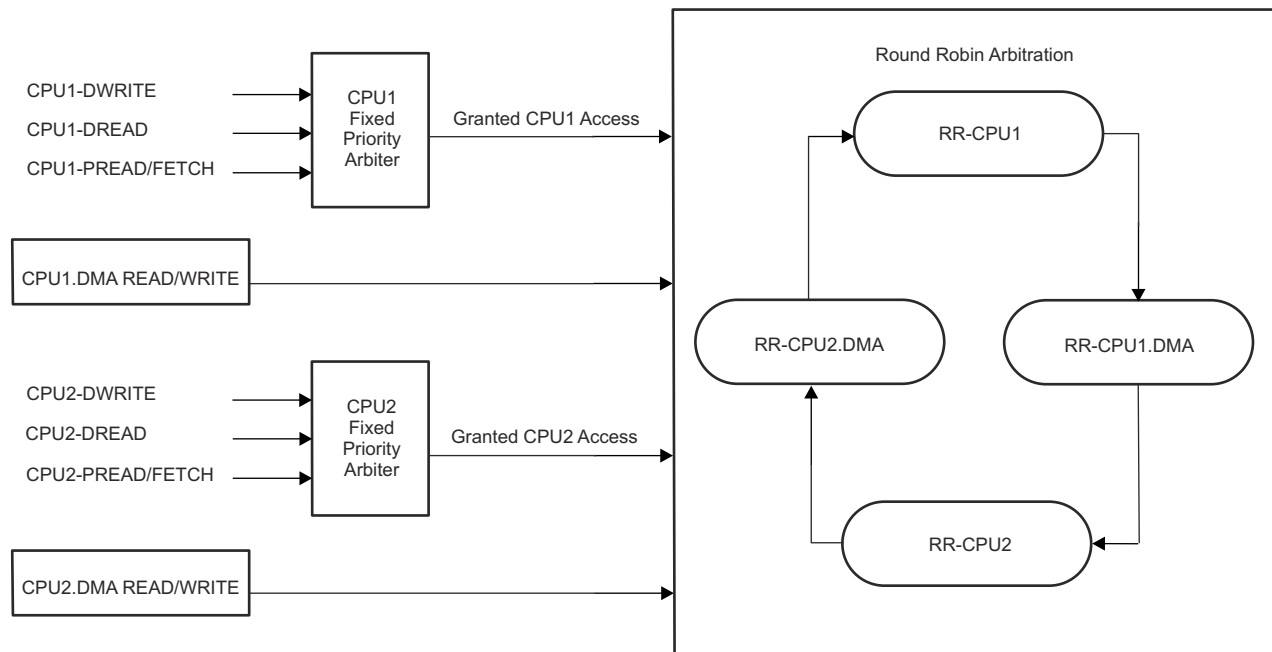 CPU1-DWRITE
CPU1-DREAD
CPU1-PREAD/FETCH
CPU1
Fixed
Priority
Arbiter
Granted CPU1 Access
CPU1.DMA READ/WRITE
CPU2-DWRITE
CPU2-DREAD
CPU2-PREAD/FETCH
CPU2
Fixed
Priority
Arbiter
Granted CPU2 Access
CPU2.DMA READ/WRITE
Round Robin Arbitration
RR-CPU1
RR-CPU2.DMA
RR-CPU1.DMA
RR-CPU2